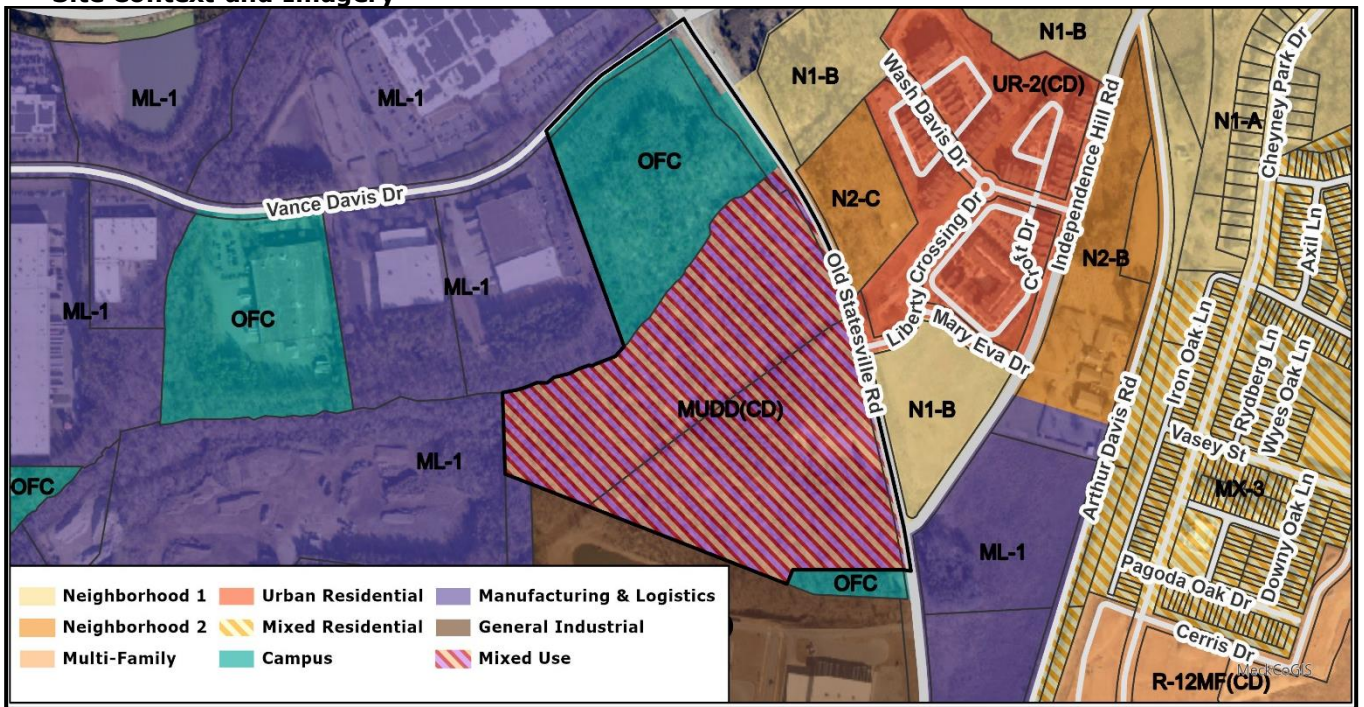 Site Context and Imagery
ML-1
ML-1
N1-B
N1-B
UR-2(CD)
Wash Davis Dr
Independence Hill Rd
N1-A
Cheyney Park Dr
OFC
Vance Davis Dr
N2-C
Liberty Crossing Dr
Croft Dr
N2-B
Axil Ln
OFC
ML-1
ML-1
Old Statesville Rd
Mary Eva Dr
Iron Oak Ln
Rydberg Ln
Wyes Oak Ln
MUDD(CD)
N1-B
Arthur Davis Rd
Vasey St
ML-1
OFC
MX-3
Downy Oak Ln
ML-1
Pagoda Oak Dr
OFC
Cerris Dr
MeckCoGIS
R-12MF(CD)
Neighborhood 1
Urban Residential
Manufacturing & Logistics
Neighborhood 2
Mixed Residential
General Industrial
Multi-Family
Campus
Mixed Use